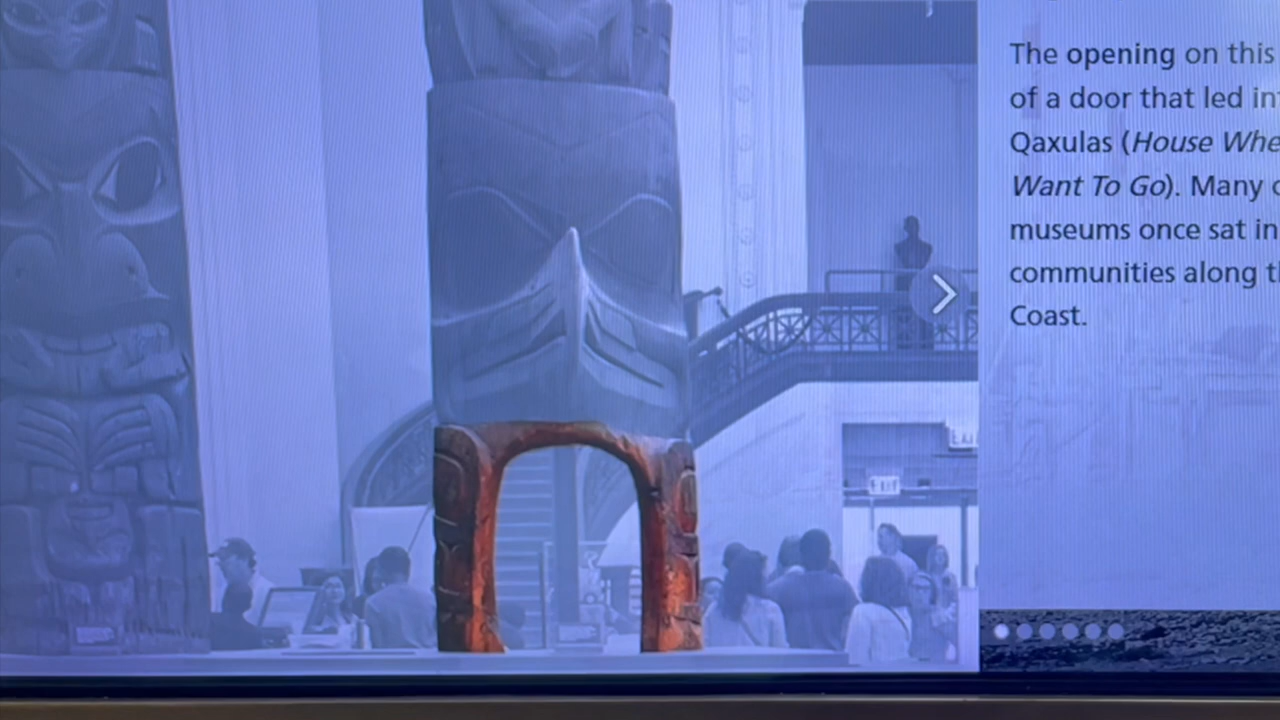 The opening on this
of a door that led in
Qaxulas (House Whe
Want To Go). Many
museums once sat in
communities along
Coast.
EXIT